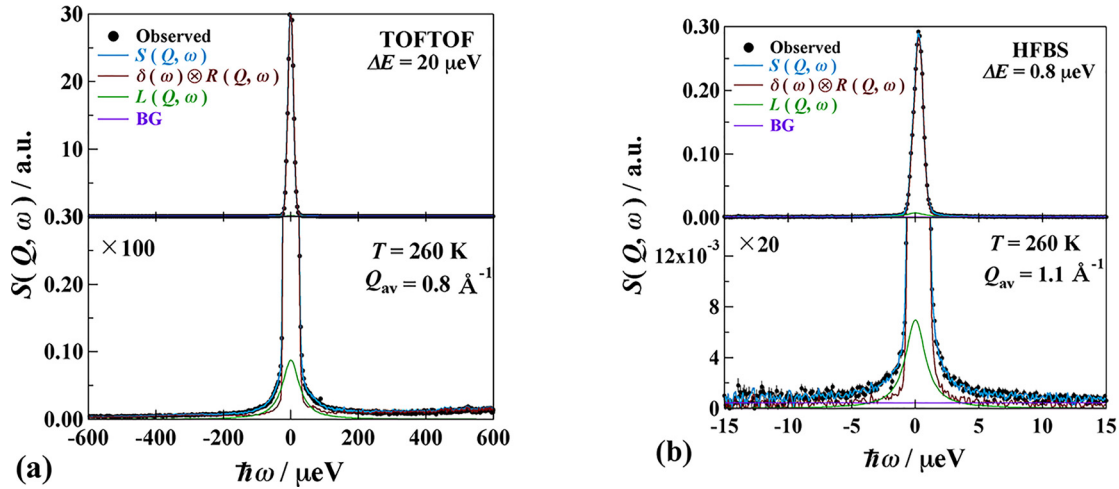 30
20
10
0.30
0.20
0.10
0.00
S(Q, ω) / a.u.
Observed
S(Q, ω)
δ(ω)⊗R(Q, ω)
L(Q, ω)
BG
TOFTOF
ΔE = 20 μeV
×100
T = 260 K
Q_av = 0.8 Å⁻¹
-600 -400 -200 0 200 400 600
ℏω / μeV
(a)
0.30
0.20
0.10
0.00
12x10⁻³
8
4
0
S(Q, ω) / a.u.
Observed
S(Q, ω)
δ(ω)⊗R(Q, ω)
L(Q, ω)
BG
HFBS
ΔE = 0.8 μeV
×20
T = 260 K
Q_av = 1.1 Å⁻¹
-15 -10 -5 0 5 10 15
ℏω / μeV
(b)